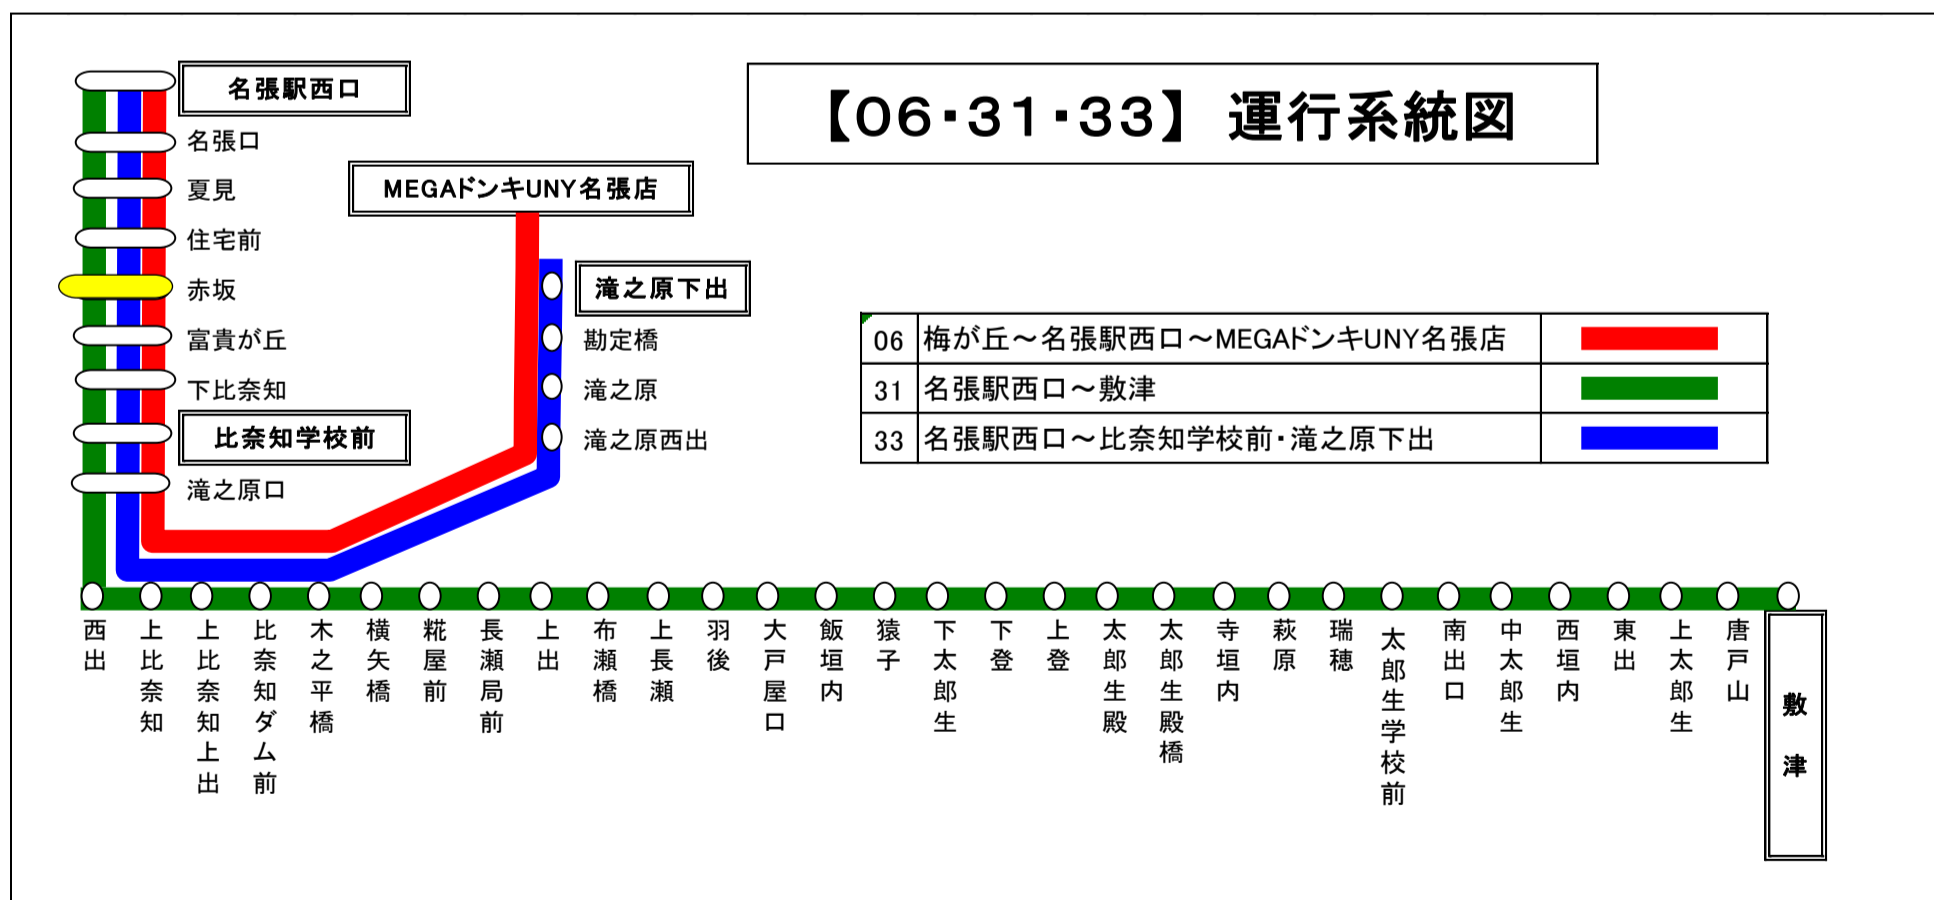 【06・31・33】 運行系統図
名張駅西口
名張口
夏見
住宅前
赤坂
富貴が丘
下比奈知
比奈知学校前
滝之原口
MEGAドンキUNY名張店
滝之原下出
勘定橋
滝之原
滝之原西出
06 梅が丘～名張駅西口～MEGAドンキUNY名張店
31 名張駅西口～敷津
33 名張駅西口～比奈知学校前・滝之原下出
西出
上比奈知
上比奈知上出
比奈知ダム前
木之平橋
横矢橋
糀屋前
長瀬局前
上出
布瀬橋
上長瀬
羽後
大戸屋口
飯垣内
猿子
下太郎生
下登
上登
太郎生殿
太郎生殿橋
寺垣内
萩原
瑞穂
太郎生学校前
南出口
中太郎生
西垣内
東出
上太郎生
唐戸山
敷津